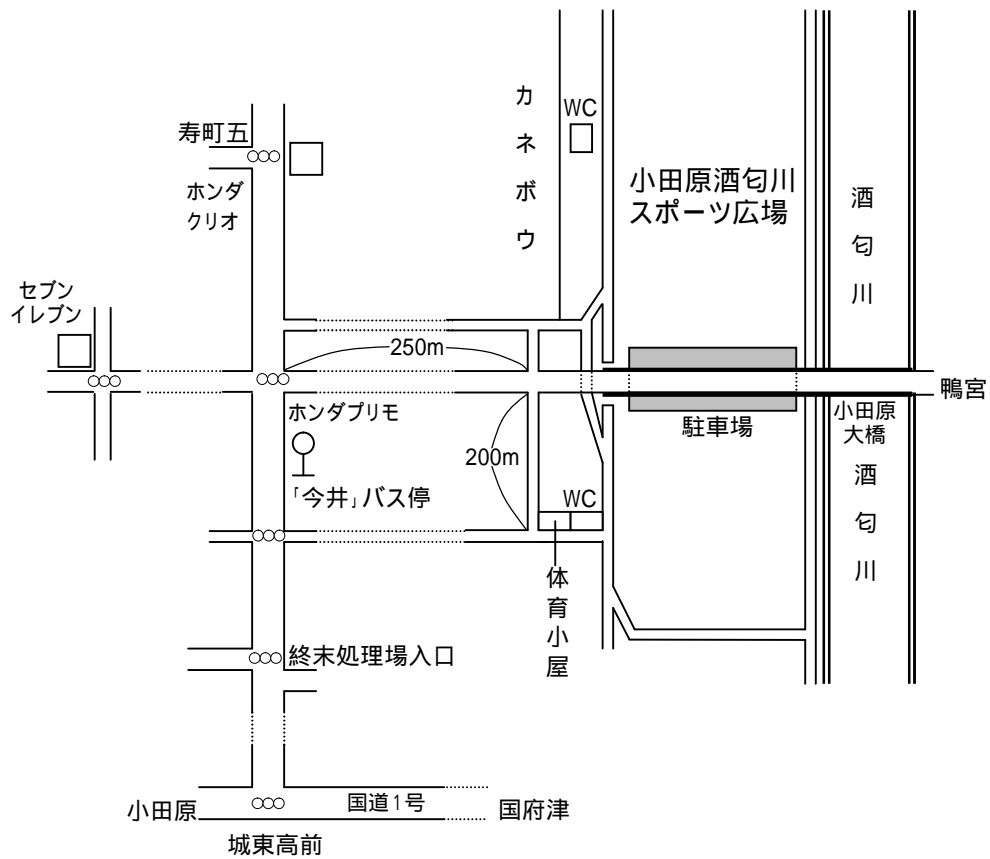 カネボウ
WC
寿町五
小田原酒匂川
スポーツ広場
ホンダ
クリオ
酒匂川
セブン
イレブン
250m
鴨宮
ホンダプリモ
駐車場
小田原
大橋
200m
「今井」バス停
WC
酒匂川
体育小屋
終末処理場入口
小田原
国道1号
国府津
城東高前